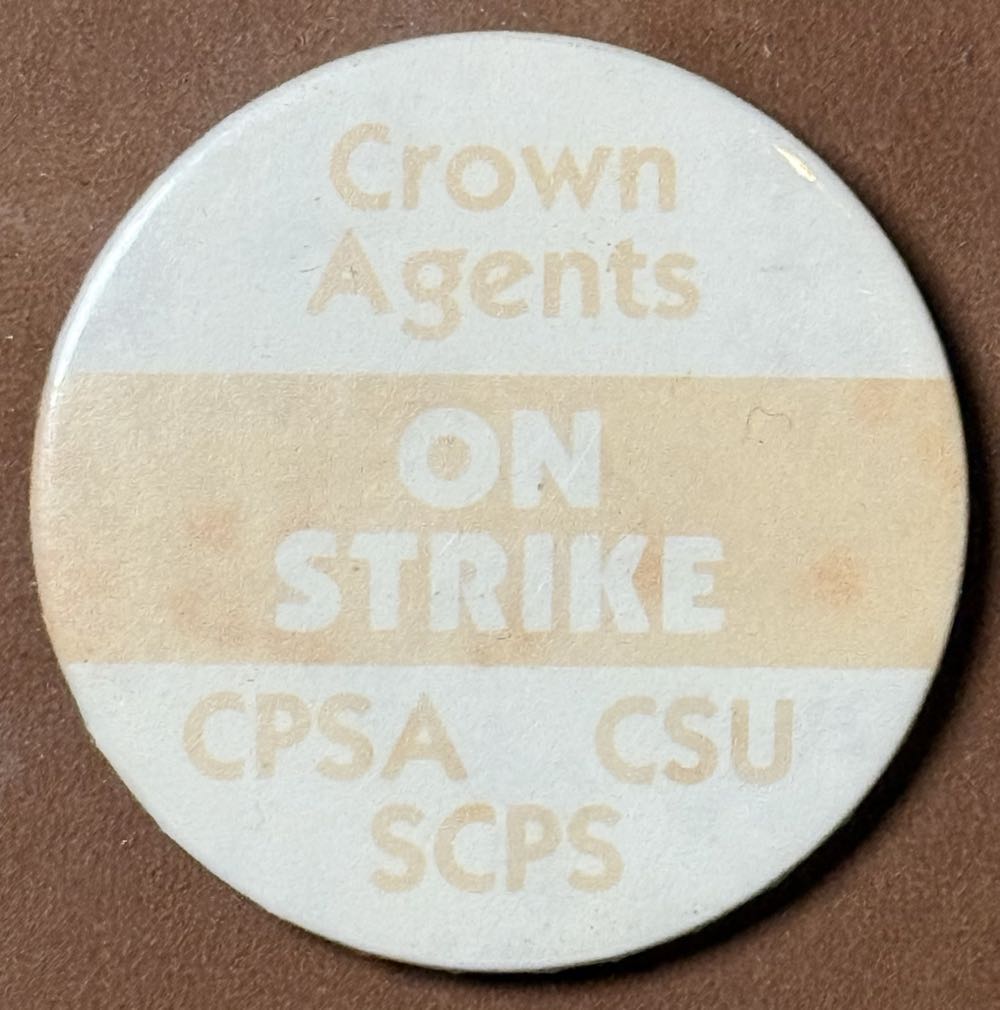 Crown
Agents
ON
STRIKE
CPSA CSU
SCPS